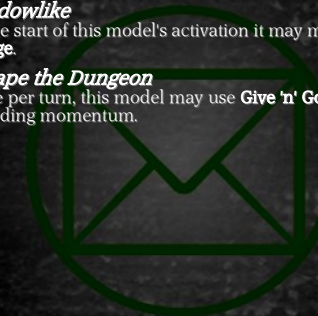 dowlike
e start of this model's activation it may m
ge.
ape the Dungeon
e per turn, this model may use Give 'n' Go
ding momentum.